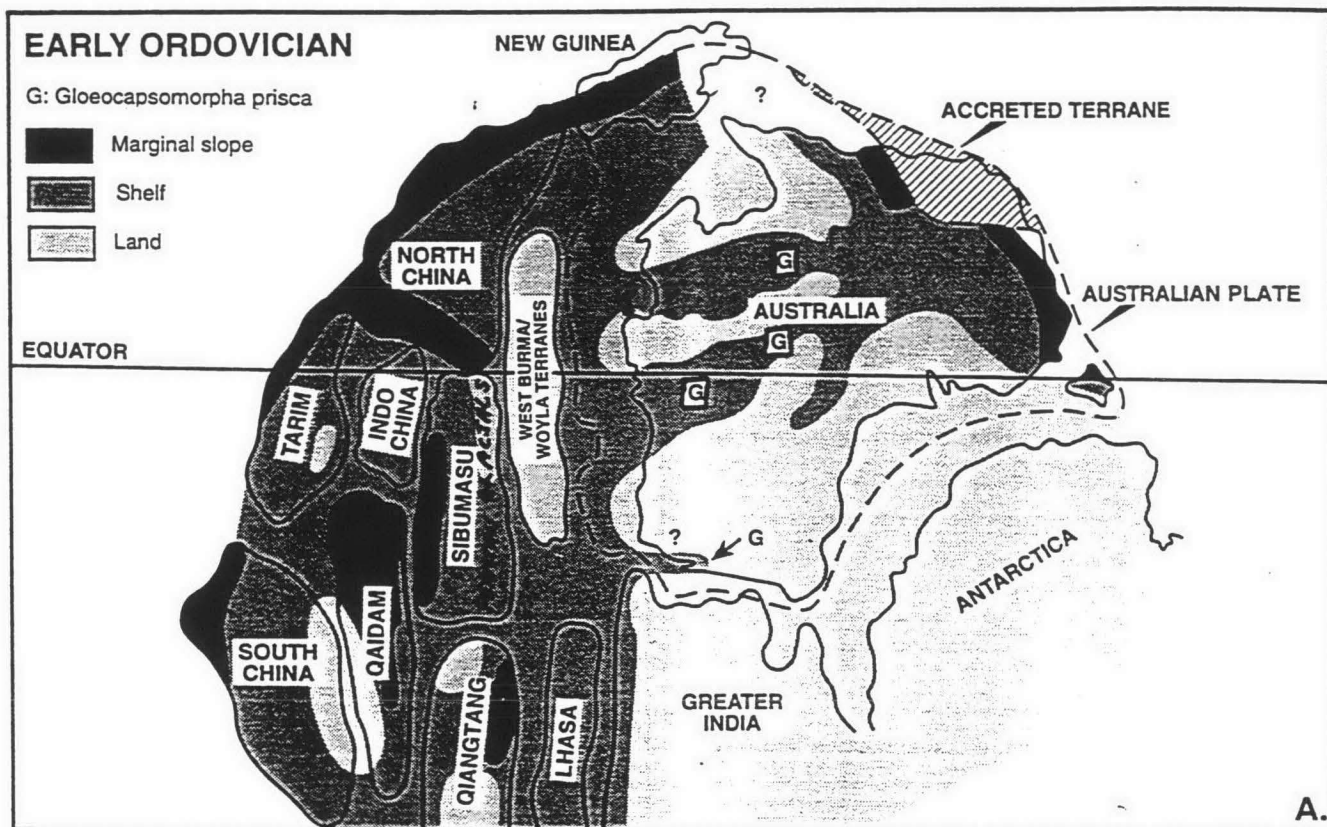 EARLY ORDOVICIAN
G: Gloeocapsomorpha prisca
Marginal slope
Shelf
Land
NEW GUINEA
?
ACCRETED TERRANE
NORTH
CHINA
G
AUSTRALIA
AUSTRALIAN PLATE
G
EQUATOR
WEST BURMA/
WOYLA TERRANES
G
TARIM
INDO
CHINA
SIBUMASU
?
G
ANTARCTICA
SOUTH
CHINA
QAIDAM
QIANGTANG
LHASA
GREATER
INDIA
A.